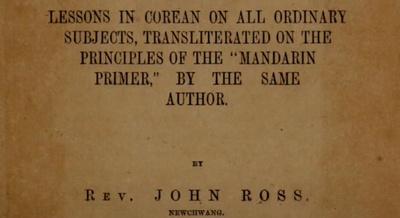 LESSONS IN COREAN ON ALL ORDINARY
SUBJECTS, TRANSLITERATED ON THE
PRINCIPLES OF THE "MANDARIN
PRIMER," BY THE SAME
AUTHOR.
BY
REV. JOHN ROSS.
NEWCHWANG.